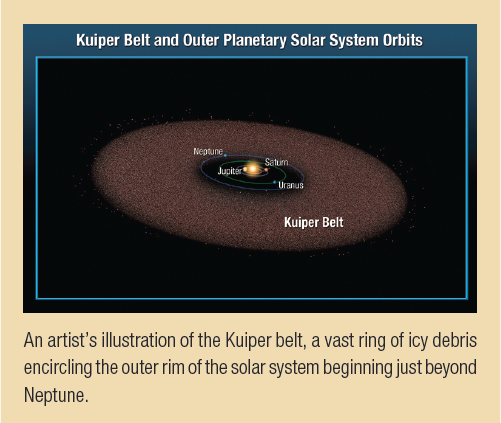 Kuiper Belt and Outer Planetary Solar System Orbits
Neptune
Saturn
Jupiter
Uranus
Kuiper Belt
An artist’s illustration of the Kuiper belt, a vast ring of icy debris
encircling the outer rim of the solar system beginning just beyond
Neptune.